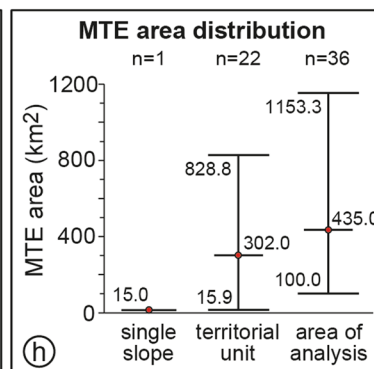 MTE area distribution
n=1 n=22 n=36
MTE area (km²)
1200
800
400
0
1153.3
828.8
435.0
302.0
100.0
15.0
15.9
single slope
territorial unit
area of analysis
h